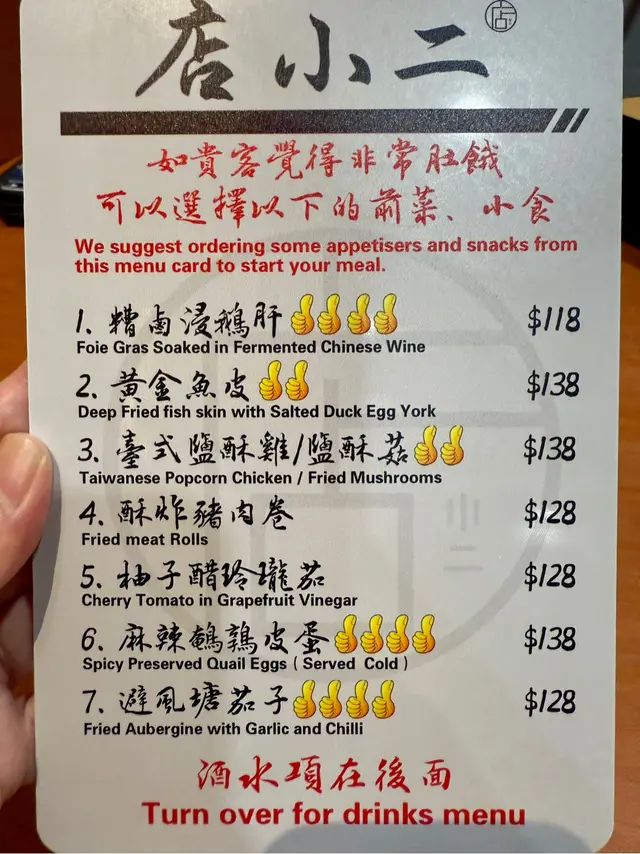 店小二
如貴客覺得非常肚餓
可以選擇以下的前菜、小食
We suggest ordering some appetisers and snacks from
this menu card to start your meal.
1. 糟鹵浸鵝肝 $118
Foie Gras Soaked in Fermented Chinese Wine
2. 黃金魚皮 $138
Deep Fried fish skin with Salted Duck Egg York
3. 臺式鹽酥雞/鹽酥菇 $138
Taiwanese Popcorn Chicken / Fried Mushrooms
4. 酥炸豬肉卷 $128
Fried meat Rolls
5. 柚子醋玲瓏茄 $128
Cherry Tomato in Grapefruit Vinegar
6. 麻辣鵪鶉皮蛋 $138
Spicy Preserved Quail Eggs ( Served Cold )
7. 避風塘茄子 $128
Fried Aubergine with Garlic and Chilli
酒水項在後面
Turn over for drinks menu